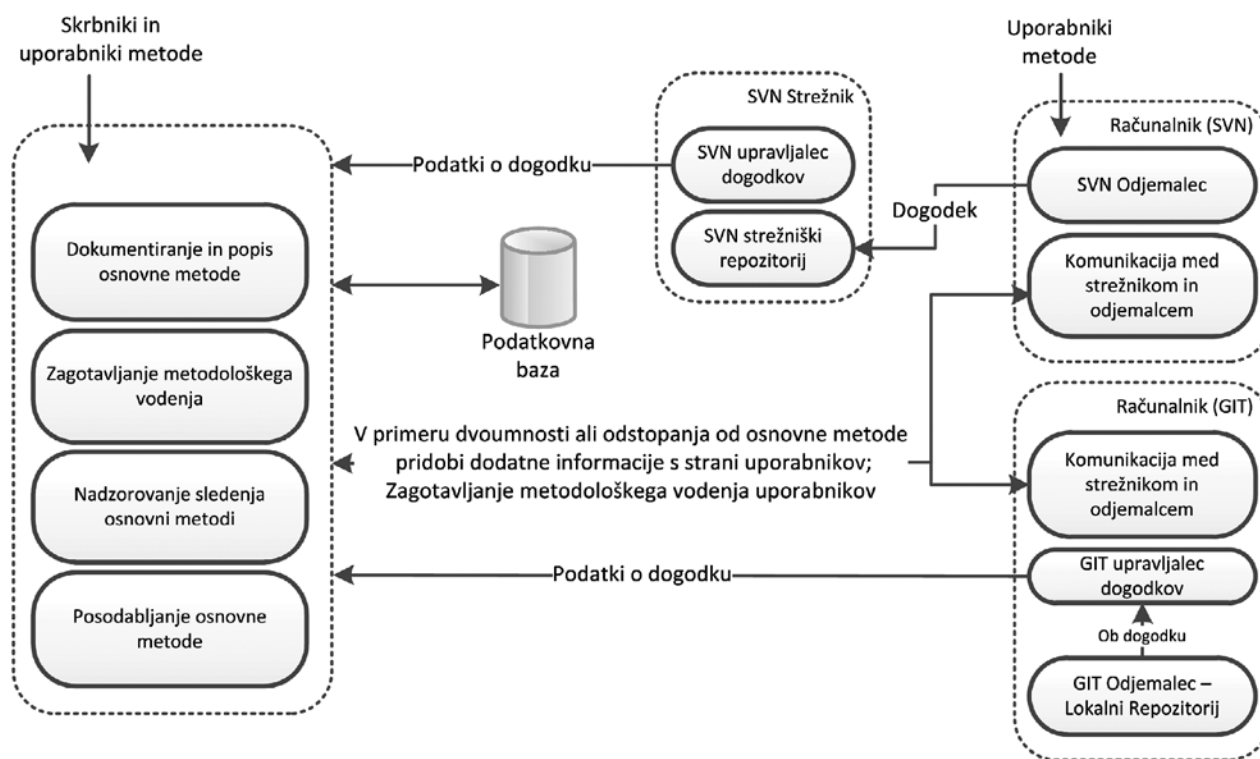 Skrbniki in
uporabniki metode
Dokumentiranje in popis
osnovne metode
Zagotavljanje metodološkega
vodenja
Nadzorovanje sledenja
osnovni metodi
Posodabljanje osnovne
metode
Podatki o dogodku
Podatkovna
baza
V primeru dvoumnosti ali odstopanja od osnovne metode
pridobi dodatne informacije s strani uporabnikov;
Zagotavljanje metodološkega vodenja uporabnikov
Podatki o dogodku
SVN Strežnik
SVN upravljalec
dogodkov
SVN strežniški
repozitorij
Dogodek
Uporabniki
metode
Računalnik (SVN)
SVN Odjemalec
Komunikacija med
strežnikom in
odjemalcem
Računalnik (GIT)
Komunikacija med
strežnikom in
odjemalcem
GIT upravljalec
dogodkov
Ob dogodku
GIT Odjemalec –
Lokalni Repozitorij